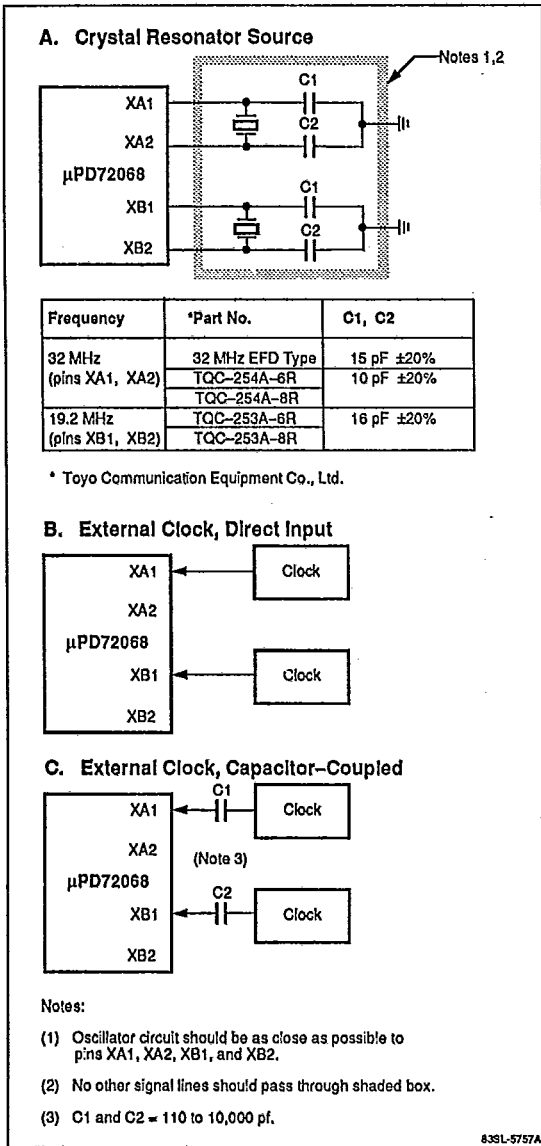 A. Crystal Resonator Source
Notes 1,2
C1
XA1
C2
XA2
μPD72068
C1
XB1
C2
XB2
Frequency *Part No. C1, C2
32 MHz 32 MHz EFD Type 15 pF ±20%
(pins XA1, XA2) TQC-254A-6R 10 pF ±20%
TQC-254A-8R
19.2 MHz TQC-253A-6R 16 pF ±20%
(pins XB1, XB2) TQC-253A-8R
* Toyo Communication Equipment Co., Ltd.
B. External Clock, Direct Input
XA1 Clock
XA2
μPD72068
XB1 Clock
XB2
C. External Clock, Capacitor-Coupled
C1
XA1 Clock
XA2
(Note 3)
μPD72068
C2
XB1 Clock
XB2
Notes:
(1) Oscillator circuit should be as close as possible to
pins XA1, XA2, XB1, and XB2.
(2) No other signal lines should pass through shaded box.
(3) C1 and C2 = 110 to 10,000 pf.
83SL-5757A